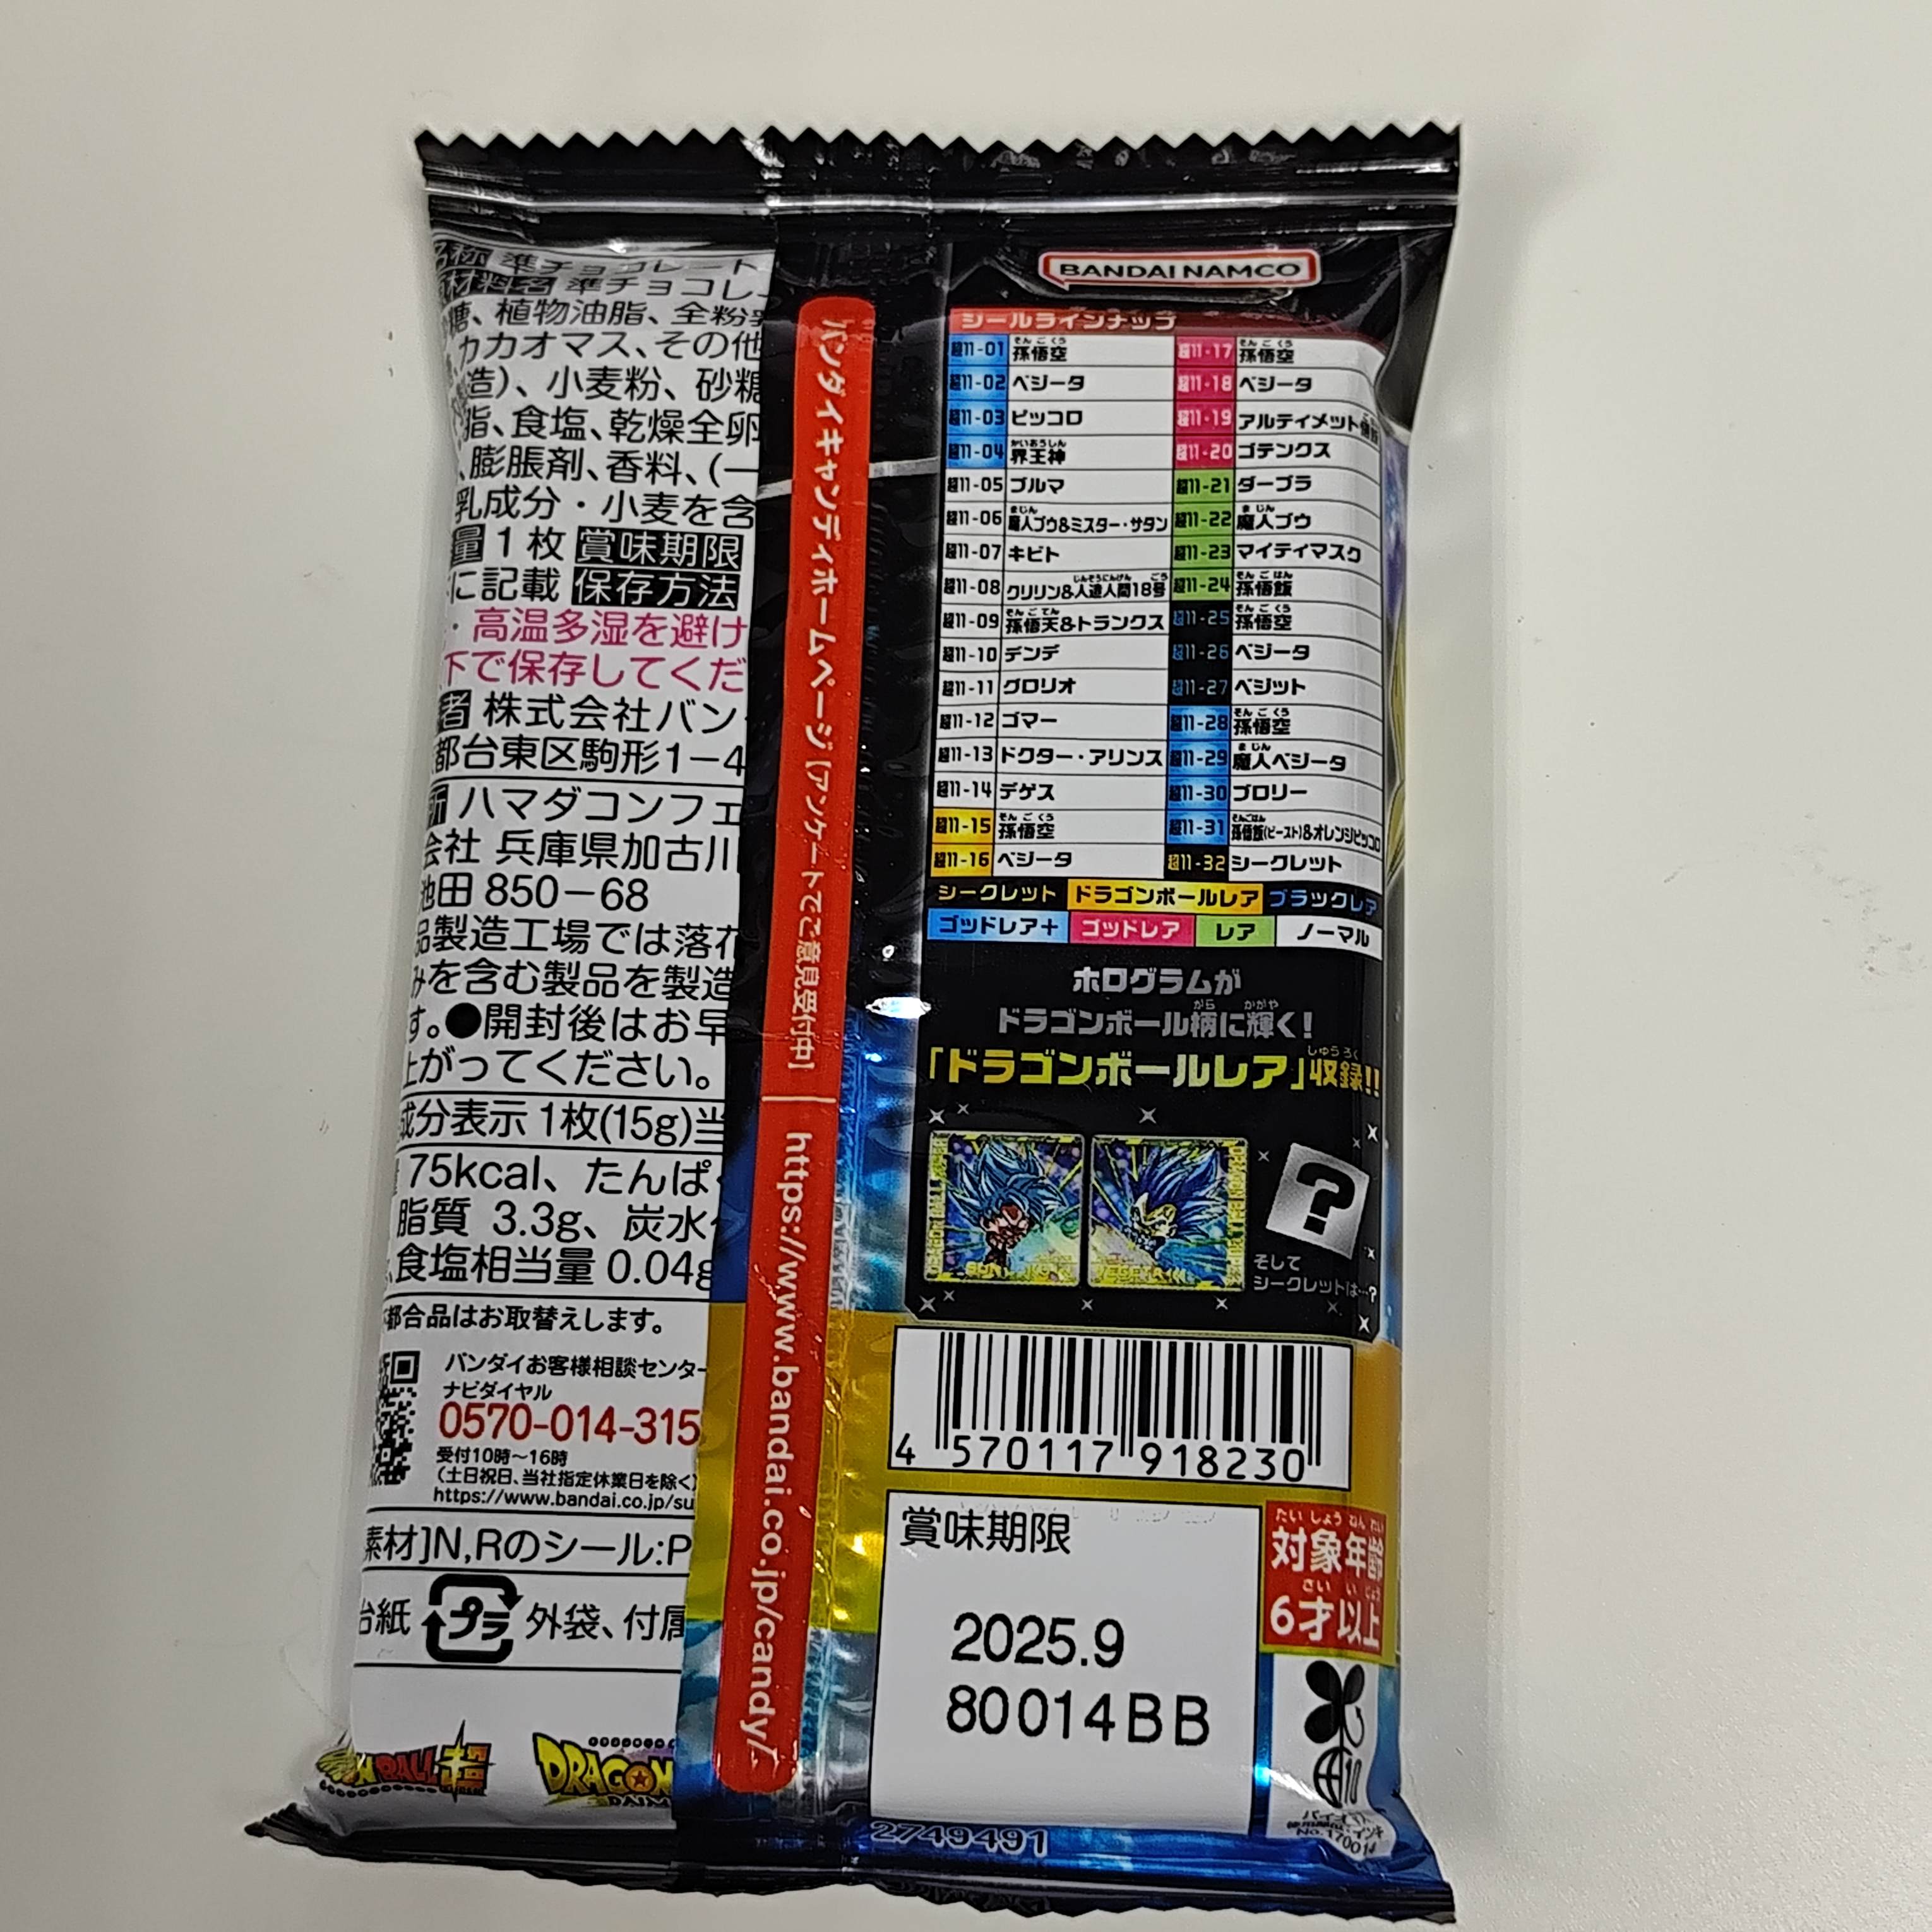 名称 準チョコレート
材料名 準チョコレ
糖、植物油脂、全粉乳
カカオマス、その他
造)、小麦粉、砂糖
脂、食塩、乾燥全卵
、膨脹剤、香料、(一
乳成分・小麦を含
量 1枚 賞味期限
に記載 保存方法
・高温多湿を避け
下で保存してくだ
者 株式会社バン
都台東区駒形1-4
所 ハマダコンフェ
会社 兵庫県加古川
池田 850-68
品製造工場では落花
みを含む製品を製造
す。●開封後はお早
上がってください。
成分表示 1枚(15g)当
75kcal、たんぱ
脂質 3.3g、炭水
食塩相当量 0.04g
都合品はお取替えします。
バンダイお客様相談センター
ナビダイヤル
0570-014-315
受付10時~16時
(土日祝日、当社指定休業日を除く)
https://www.bandai.co.jp/su
素材]N,Rのシール:P
台紙 プラ 外袋、付属
BALL超
DRAGON
DAIM
バンダイキャンディホームページ[アンケートでご意見受付中] https://www.bandai.co.jp/candy/
BANDAI NAMCO
シールラインナップ
超11-01 孫悟空
超11-02 ベジータ
超11-03 ピッコロ
超11-04 界王神
超11-05 ブルマ
超11-06 魔人ブウ&ミスター・サタン
超11-07 キビト
超11-08 クリリン&人造人間18号
超11-09 孫悟天&トランクス
超11-10 デンデ
超11-11 グロリオ
超11-12 ゴマー
超11-13 ドクター・アリンス
超11-14 デゲス
超11-15 孫悟空
超11-16 ベジータ
超11-17 孫悟空
超11-18 ベジータ
超11-19 アルティメット悟飯
超11-20 ゴテンクス
超11-21 ダーブラ
超11-22 魔人ブウ
超11-23 マイティマスク
超11-24 孫悟飯
超11-25 孫悟空
超11-26 ベジータ
超11-27 ベジット
超11-28 孫悟空
超11-29 魔人ベジータ
超11-30 ブロリー
超11-31 孫悟飯(ビースト)&オレンジピッコロ
超11-32 シークレット
シークレット ドラゴンボールレア ブラックレア
ゴッドレア+ ゴッドレア レア ノーマル
ホログラムが
ドラゴンボール柄に輝く!
「ドラゴンボールレア」収録!!
?
そして
シークレットは…?
4 570117 918230
賞味期限
2025.9
80014BB
対象年齢
6才以上
No.170014
2749491